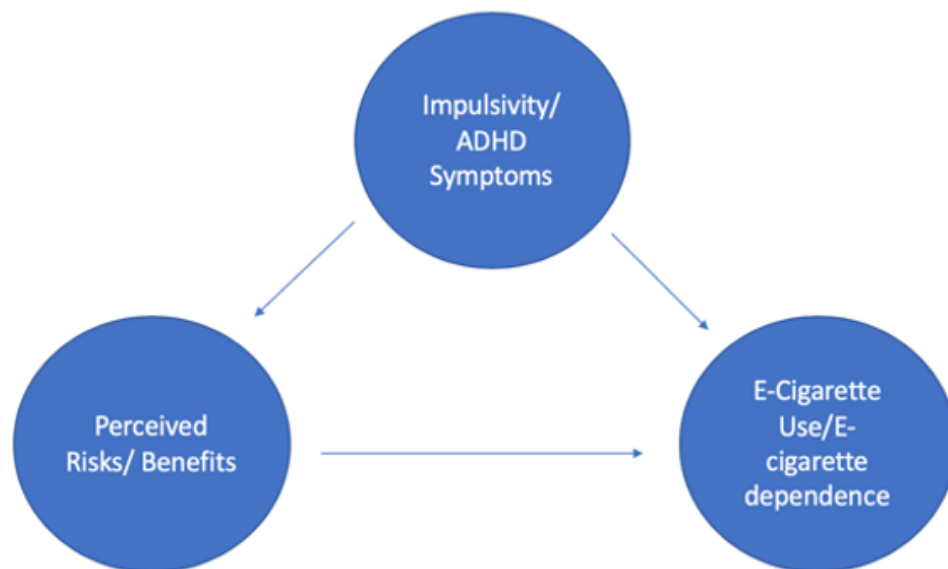 Impulsivity/
ADHD
Symptoms
Perceived
Risks/ Benefits
E-Cigarette
Use/E-
cigarette
dependence